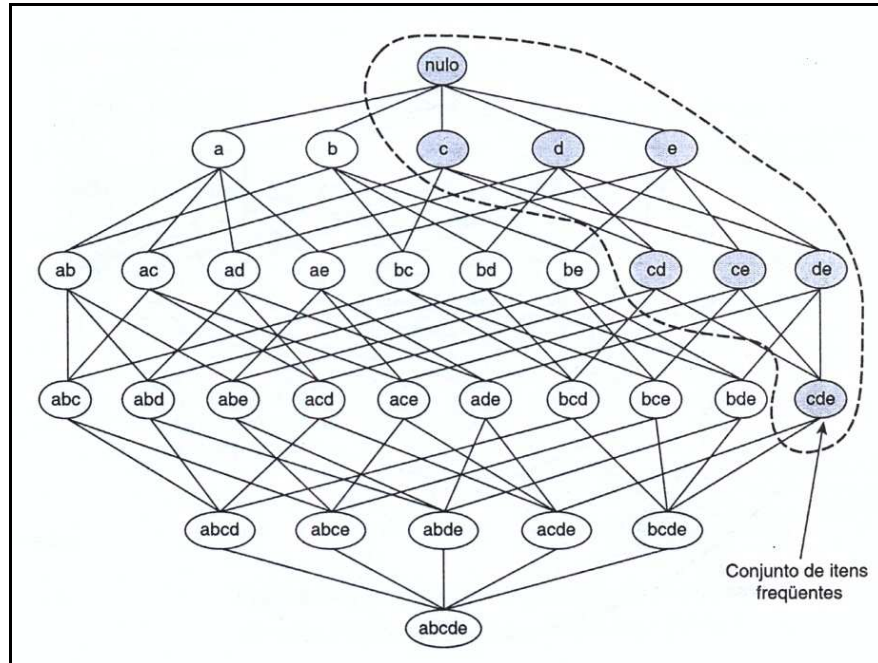 nulo
a b c d e
ab ac ad ae bc bd be cd ce de
abc abd abe acd ace ade bcd bce bde cde
abcd abce abde acde bcde
Conjunto de itens
freqüentes
abcde